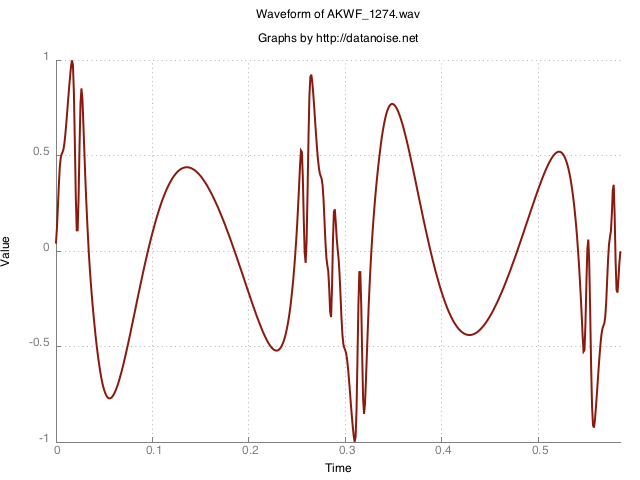 Waveform of AKWF_1274.wav
Graphs by http://datanoise.net
1
0.5
0
-0.5
-1
Value
0 0.1 0.2 0.3 0.4 0.5
Time